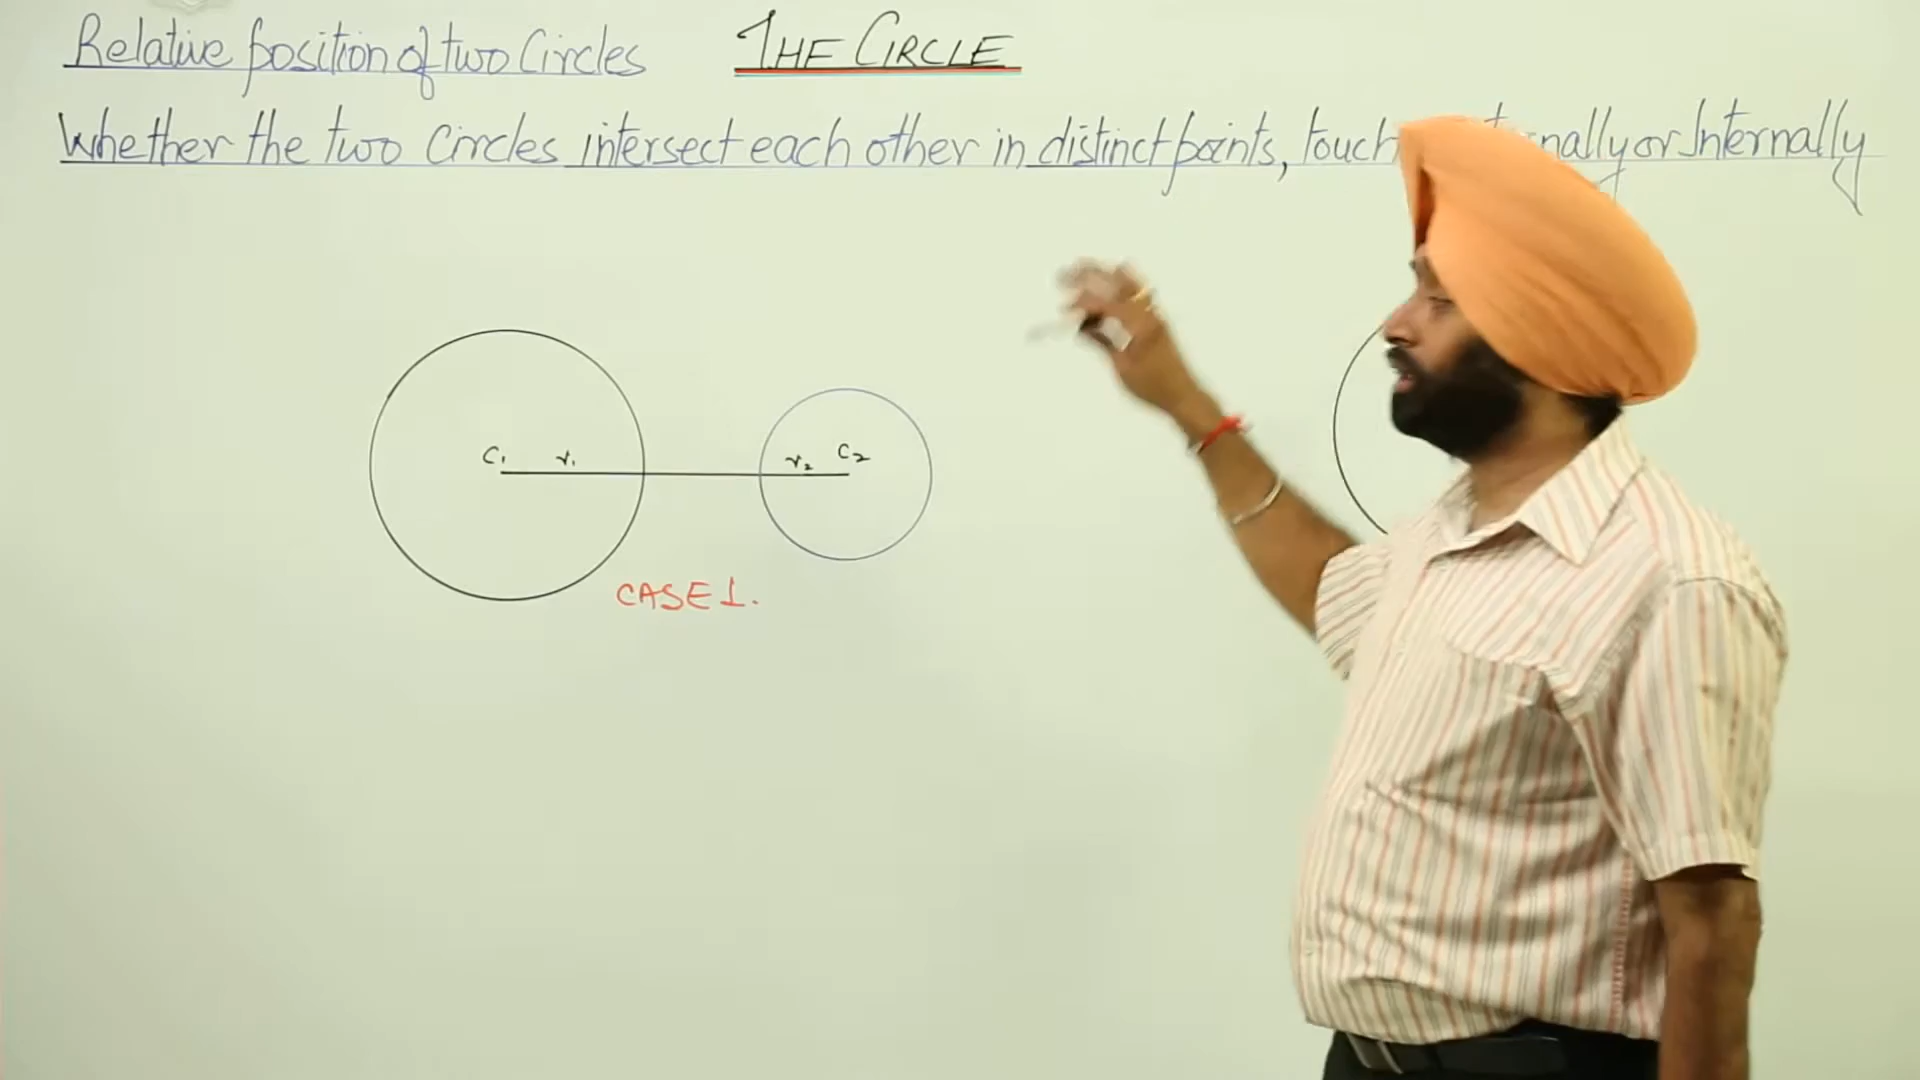 Relative position of two Circles
THE CIRCLE
Whether the two Circles intersect each other in distinct points, touch nally or Internally
C1 r1
r2 C2
CASE 1.